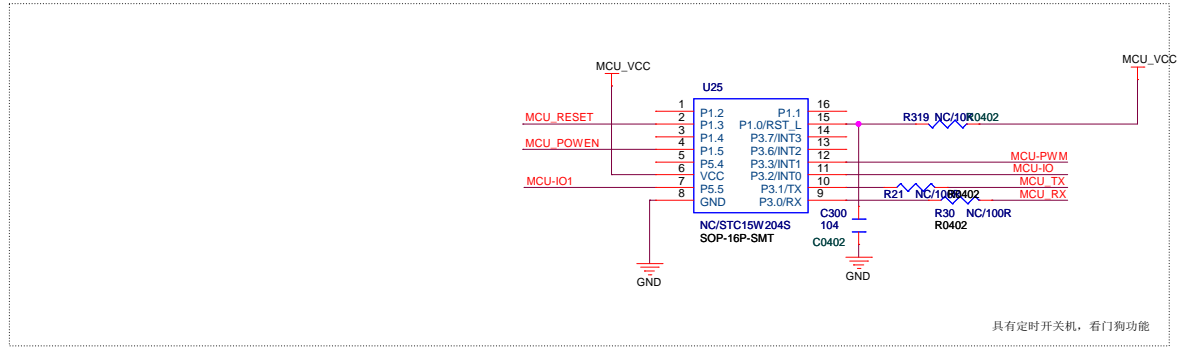 MCU_VCC
MCU_VCC
U25
1
P1.2
P1.1
16
MCU_RESET
2
P1.3
P1.0/RST_L
15
R319
NC/10K
R0402
3
P1.4
P3.7/INT3
14
MCU_POWEN
4
P1.5
P3.6/INT2
13
5
P5.4
P3.3/INT1
12
MCU-PWM
6
VCC
P3.2/INT0
11
MCU-IO
MCU-IO1
7
P5.5
P3.1/TX
10
MCU_TX
8
GND
P3.0/RX
9
R21
NC/100R
R0402
MCU_RX
C300
104
C0402
R30
NC/100R
R0402
NC/STC15W204S
SOP-16P-SMT
GND
GND
具有定时开关机，看门狗功能